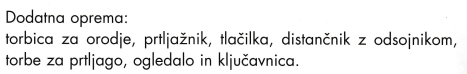 Dodatna oprema:
torbica za orodje, prtljažnik, tlačilka, distančnik z odsojnikom,
torbe za prtljago, ogledalo in ključavnica.